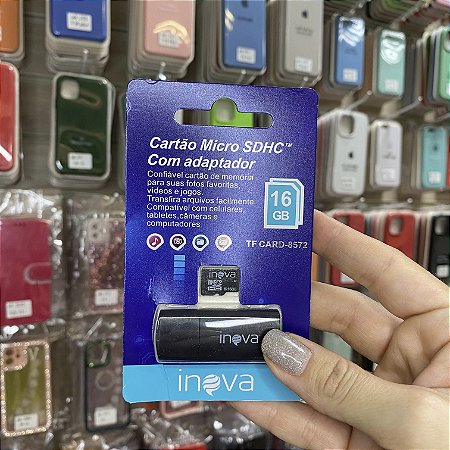 Cartão Micro SDHC™
Com adaptador
Confiável cartão de memória
para suas fotos favoritas,
vídeos e jogos.
Transfira arquivos facilmente.
Compatível com celulares,
tabletes,câmeras e
computadores.
16
GB
TF CARD-8572
inova
inova
inova